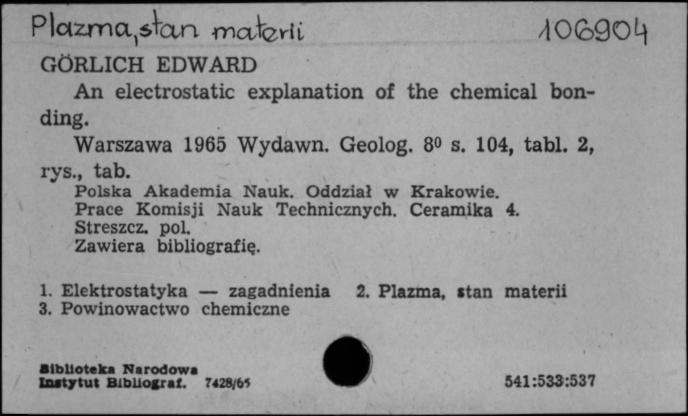 Plazma, stan materii 106904
GÖRLICH EDWARD
An electrostatic explanation of the chemical bon-
ding.
Warszawa 1965 Wydawn. Geolog. 8⁰ s. 104, tabl. 2,
rys., tab.
Polska Akademia Nauk. Oddział w Krakowie.
Prace Komisji Nauk Technicznych. Ceramika 4.
Streszcz. pol.
Zawiera bibliografię.
1. Elektrostatyka — zagadnienia 2. Plazma, stan materii
3. Powinowactwo chemiczne
Biblioteka Narodowa
Instytut Bibliograf. 7428/65 541:533:537